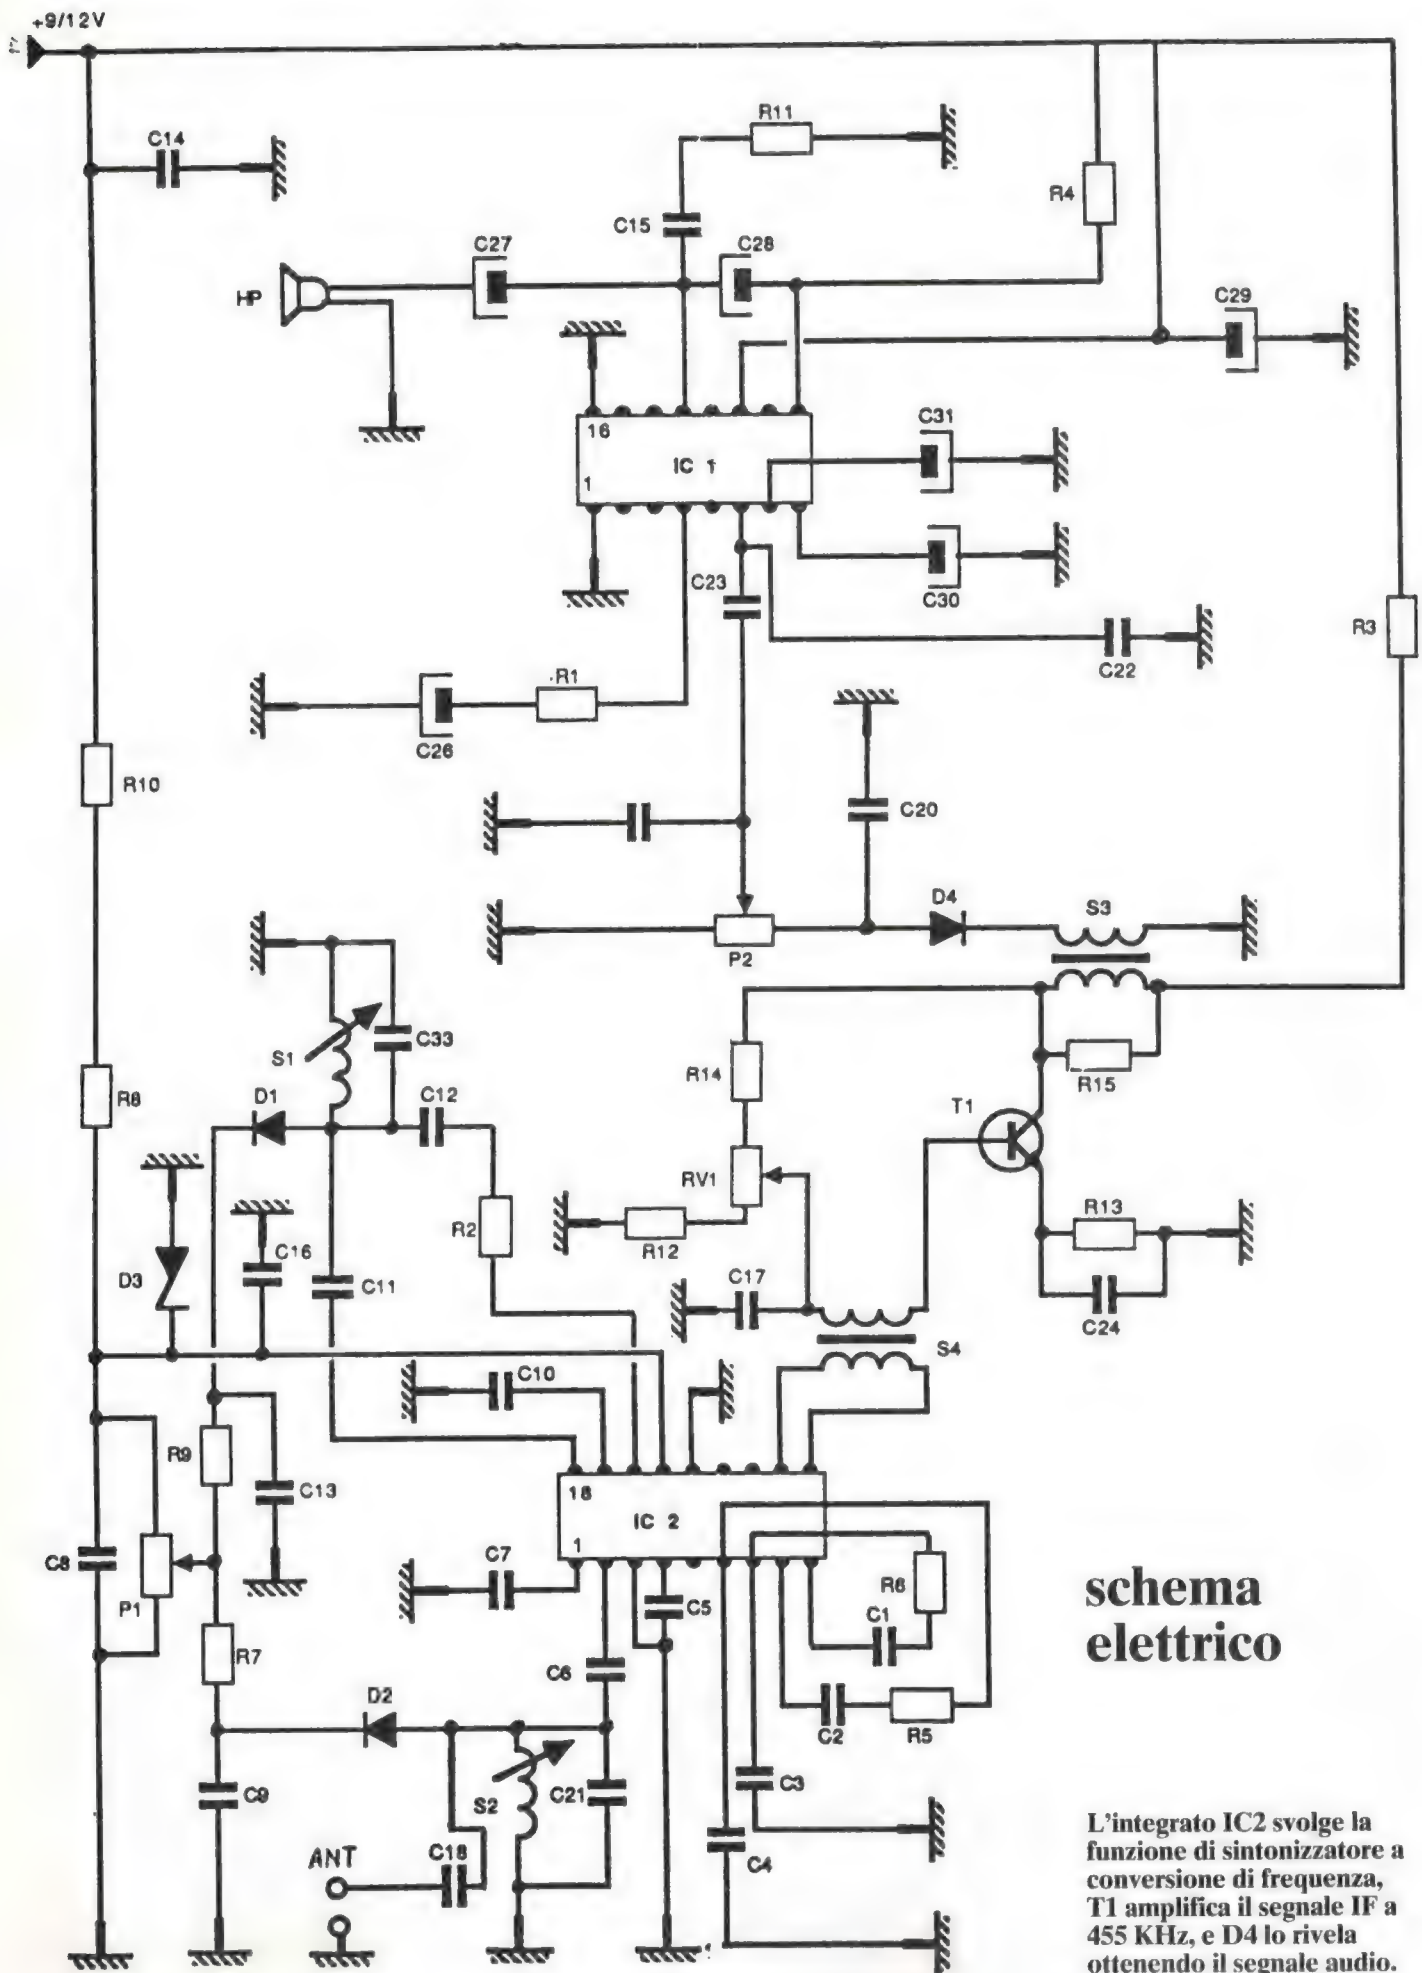 +9/12V
C14
R11
C15
R4
C27
C28
HP
C29
16
IC 1
1
C31
C30
C23
C22
R3
R1
C26
R10
C20
D4
S3
P2
S1
C33
R14
R15
R8
D1
C12
T1
RV1
R2
R12
R13
D3
C16
C11
C17
C24
S4
C10
R9
C13
18
IC 2
1
C8
P1
C7
C5
R6
C1
R7
C6
D2
C2
R5
C9
S2
C21
C3
C4
ANT
C18
schema
elettrico
L'integrato IC2 svolge la
funzione di sintonizzatore a
conversione di frequenza,
T1 amplifica il segnale IF a
455 KHz, e D4 lo rivela
ottenendo il segnale audio.